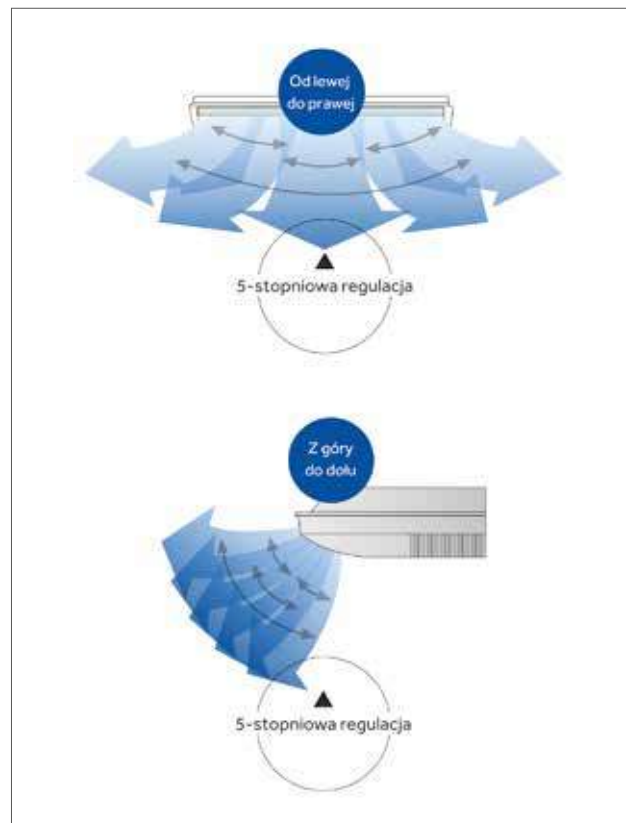 Od lewej
do prawej
5-stopniowa regulacja
Z góry
do dołu
5-stopniowa regulacja